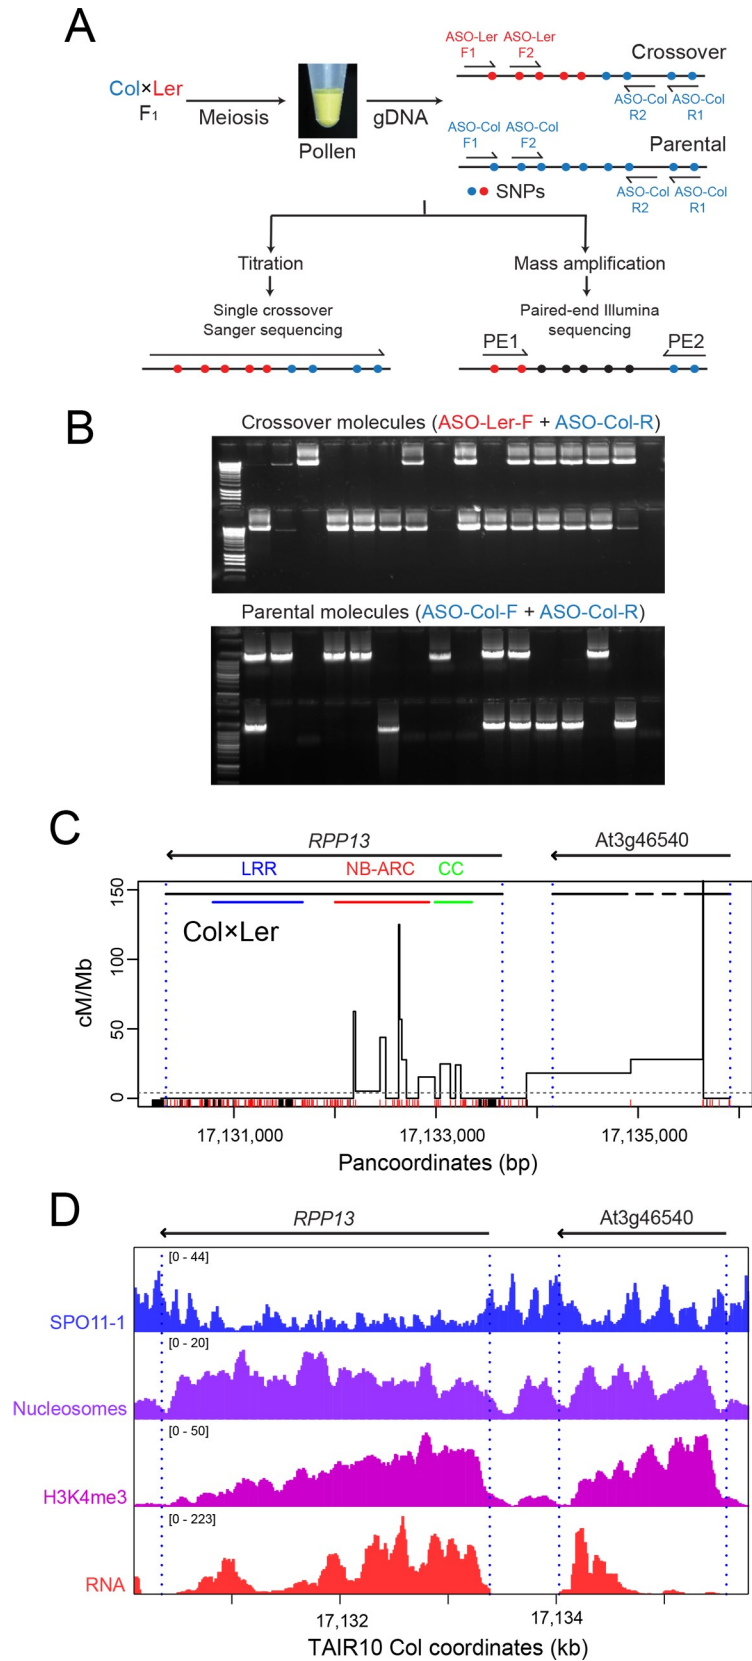 A
Col×Ler
F1
Meiosis
Pollen
gDNA
ASO-Ler
F1
ASO-Ler
F2
Crossover
ASO-Col
R2
ASO-Col
R1
ASO-Col
F1
ASO-Col
F2
Parental
ASO-Col
R2
ASO-Col
R1
SNPs
Titration
Mass amplification
Single crossover
Sanger sequencing
Paired-end Illumina
sequencing
PE1
PE2
B
Crossover molecules (ASO-Ler-F + ASO-Col-R)
Parental molecules (ASO-Col-F + ASO-Col-R)
C
RPP13
At3g46540
LRR
NB-ARC
CC
Col×Ler
cM/Mb
150
100
50
0
17,131,000
17,133,000
17,135,000
Pancoordinates (bp)
D
RPP13
At3g46540
[0 - 44]
SPO11-1
[0 - 20]
Nucleosomes
[0 - 50]
H3K4me3
[0 - 223]
RNA
17,132
17,134
TAIR10 Col coordinates (kb)